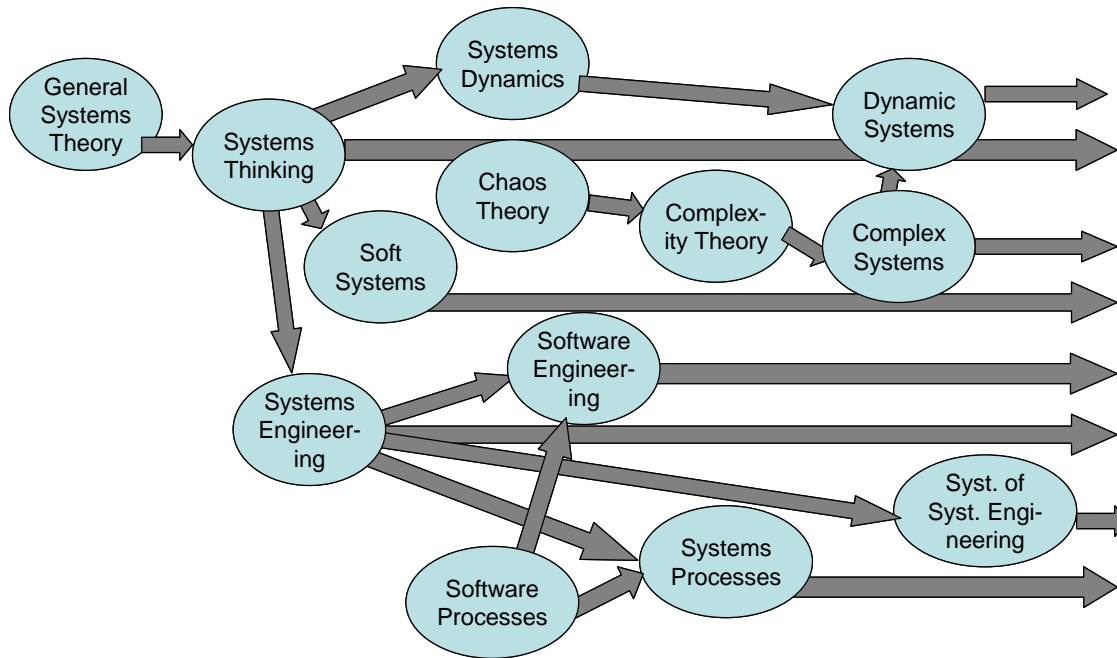 General
Systems
Theory
Systems
Thinking
Systems
Dynamics
Dynamic
Systems
Chaos
Theory
Complex-
ity Theory
Complex
Systems
Soft
Systems
Software
Engineer-
ing
Systems
Engineer-
ing
Syst. of
Syst. Engi-
neering
Systems
Processes
Software
Processes